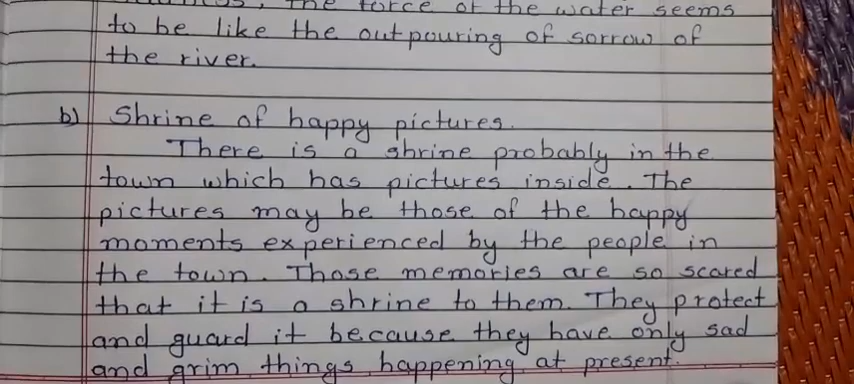 the force of the water seems
to be like the outpouring of sorrow of
the river.
b) Shrine of happy pictures.
There is a shrine probably in the
town which has pictures inside. The
pictures may be those of the happy
moments experienced by the people in
the town. Those memories are so scared
that it is a shrine to them. They protect
and guard it because they have only sad
and grim things happening at present.